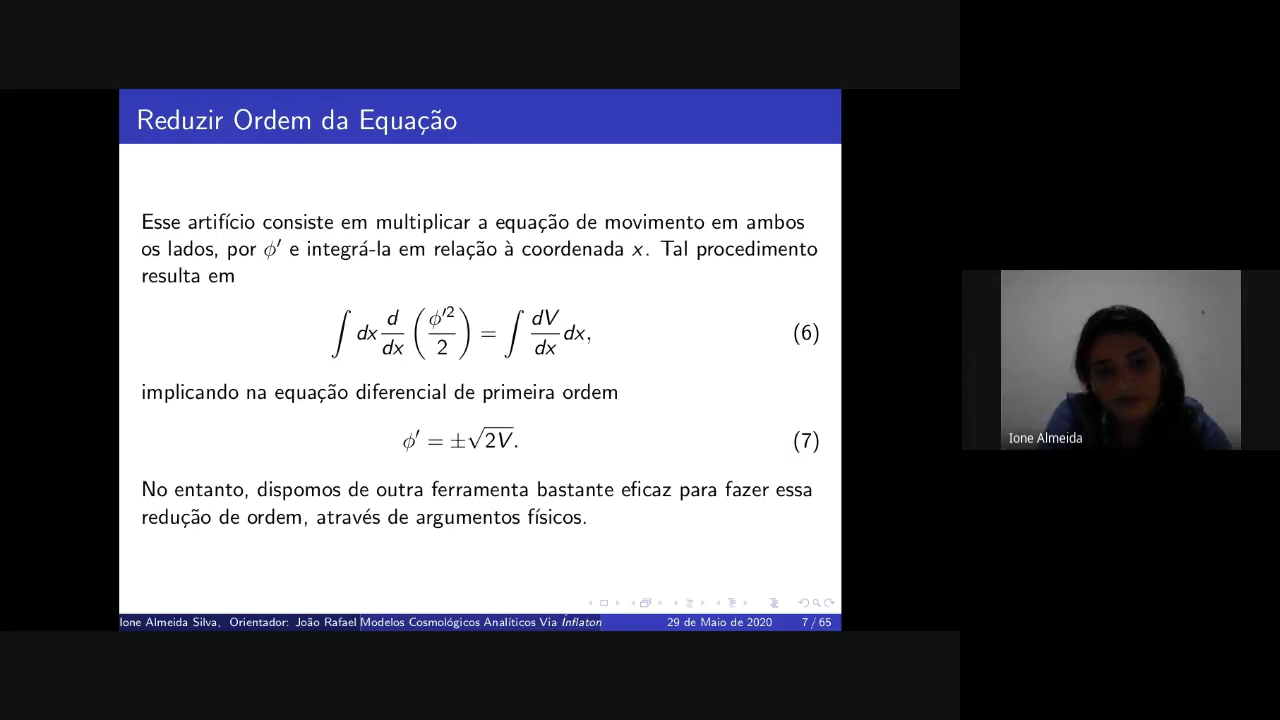 Reduzir Ordem da Equação
Esse artifício consiste em multiplicar a equação de movimento em ambos
os lados, por ϕ′ e integrá-la em relação à coordenada x. Tal procedimento
resulta em
∫ dx d/dx (ϕ′²/2) = ∫ dV/dx dx, (6)
implicando na equação diferencial de primeira ordem
ϕ′ = ±√2V. (7)
No entanto, dispomos de outra ferramenta bastante eficaz para fazer essa
redução de ordem, através de argumentos físicos.
Ione Almeida Silva, Orientador: João Rafael Modelos Cosmológicos Analíticos Via Ínflaton 29 de Maio de 2020 7 / 65
Ione Almeida